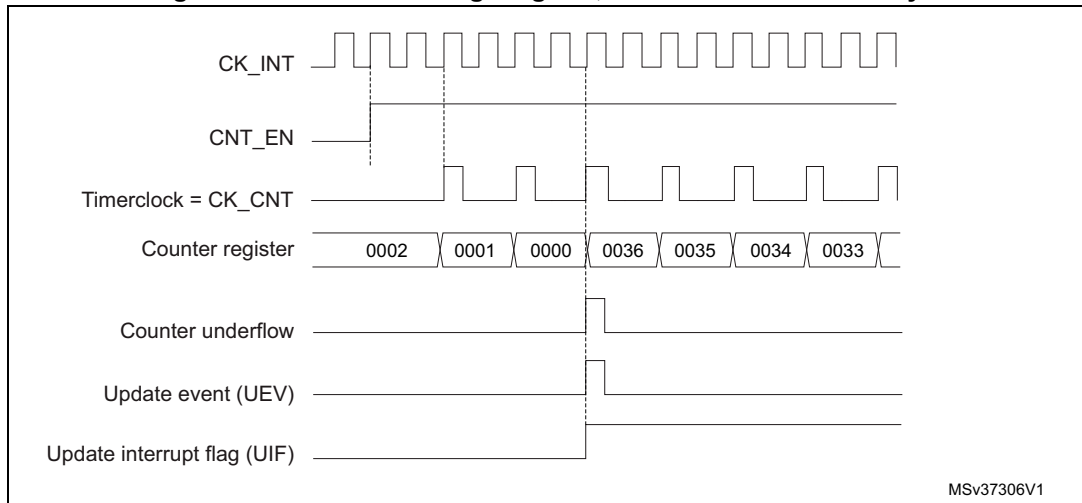 CK_INT
CNT_EN
Timerclock = CK_CNT
Counter register 0002 0001 0000 0036 0035 0034 0033
Counter underflow
Update event (UEV)
Update interrupt flag (UIF)
MSv37306V1